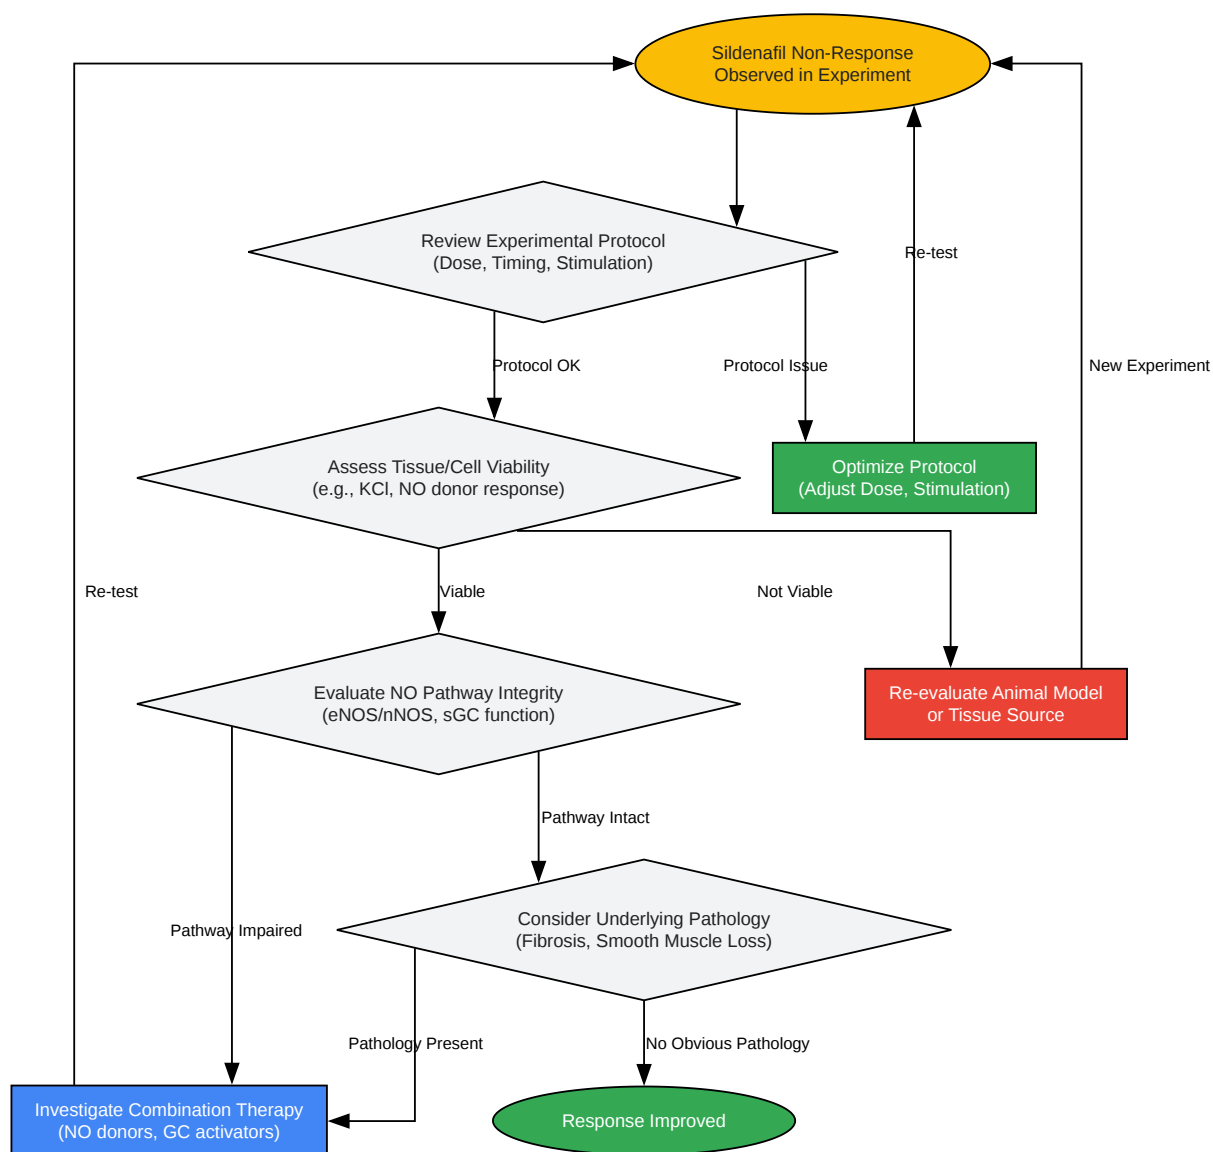 Sildenafil Non-Response
Observed in Experiment
Review Experimental Protocol
(Dose, Timing, Stimulation)
Re-test
Protocol OK
Protocol Issue
New Experiment
Assess Tissue/Cell Viability
(e.g., KCl, NO donor response)
Optimize Protocol
(Adjust Dose, Stimulation)
Re-test
Viable
Not Viable
Evaluate NO Pathway Integrity
(eNOS/nNOS, sGC function)
Re-evaluate Animal Model
or Tissue Source
Pathway Intact
Pathway Impaired
Consider Underlying Pathology
(Fibrosis, Smooth Muscle Loss)
Pathology Present
No Obvious Pathology
Investigate Combination Therapy
(NO donors, GC activators)
Response Improved